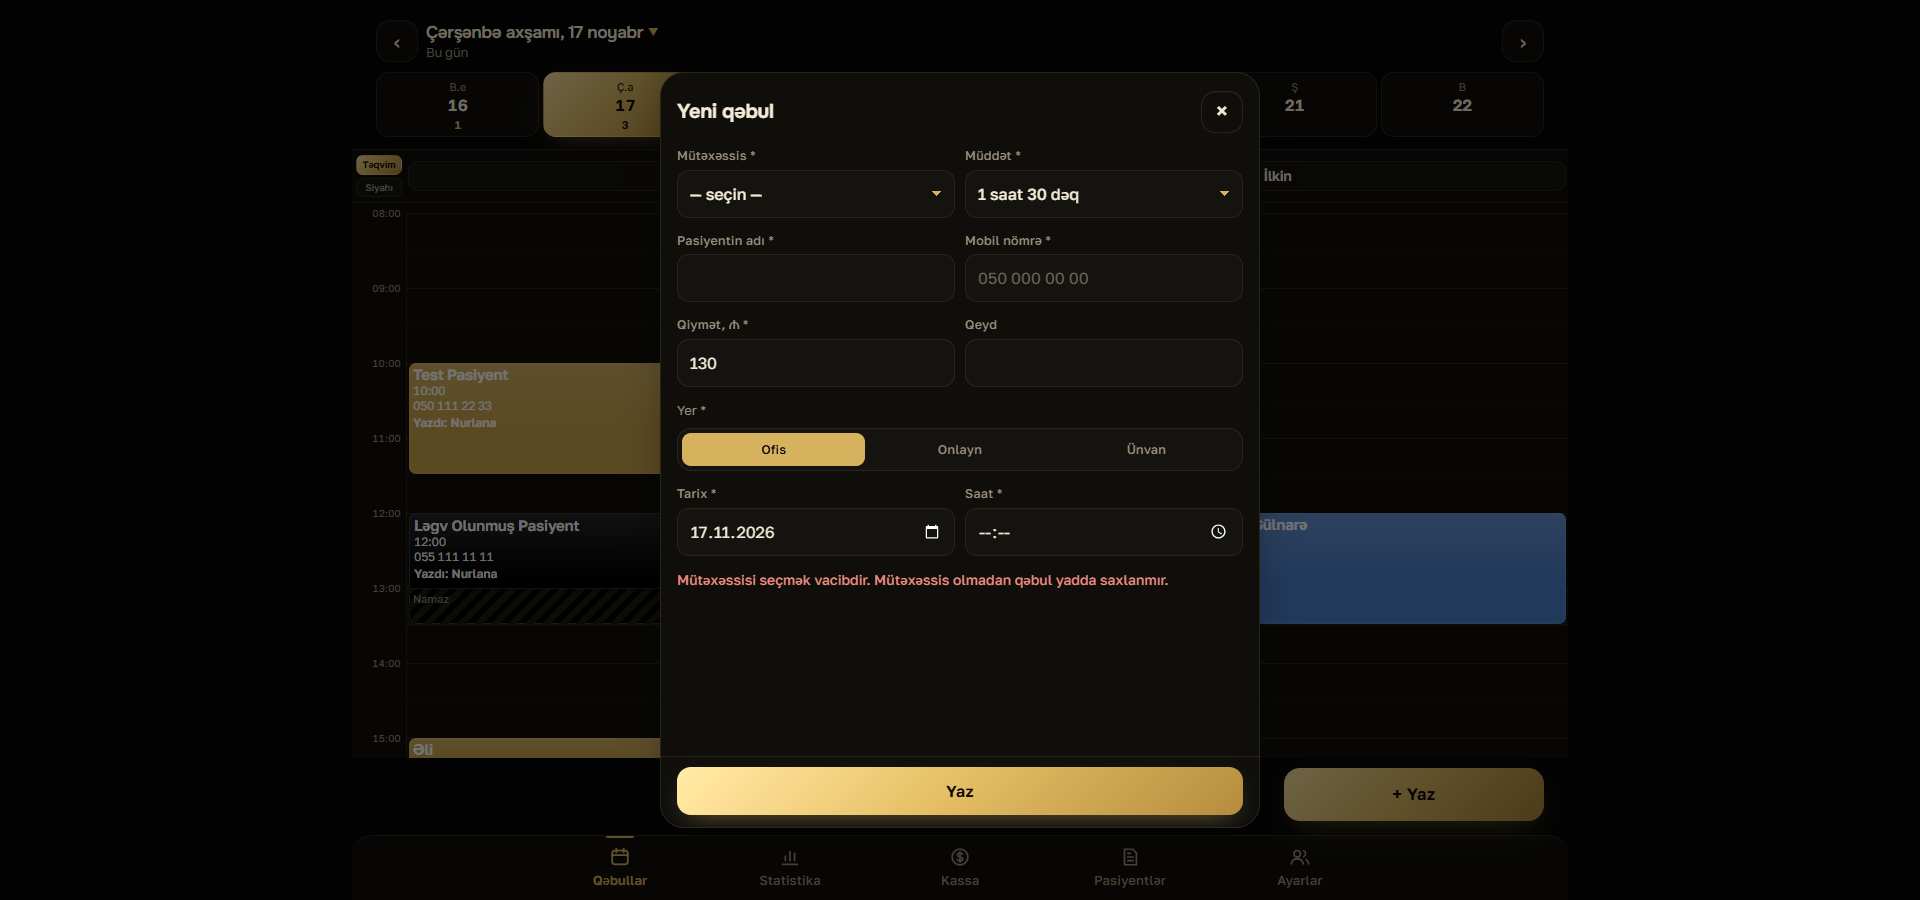 ‹
Çərşənbə axşamı, 17 noyabr ▼
Bu gün
›
B.e
16
1
Ç.a
17
3
Ş
21
B
22
Təqvim
Siyahı
İlkin
08:00
09:00
10:00
11:00
12:00
13:00
14:00
15:00
Test Pasiyent
10:00
050 111 22 33
Yazdı: Nurlana
Ləğv Olunmuş Pasiyent
12:00
055 111 11 11
Yazdı: Nurlana
Namaz
Əli
Gülnarə
Yeni qəbul
×
Mütəxəssis *
Müddət *
— seçin —
1 saat 30 dəq
Pasiyentin adı *
Mobil nömrə *
050 000 00 00
Qiymət, ₼ *
Qeyd
130
Yer *
Ofis
Onlayn
Ünvan
Tarix *
Saat *
17.11.2026
--:--
Mütəxəssisi seçmək vacibdir. Mütəxəssis olmadan qəbul yadda saxlanmır.
Yaz
+ Yaz
Qəbullar
Statistika
Kassa
Pasiyentlər
Ayarlar